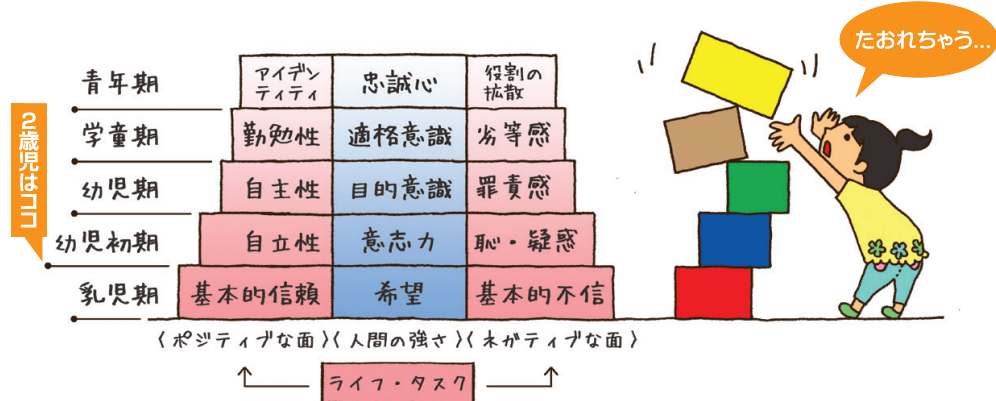 たおれちゃう…
青年期
アイデン
ティティ
忠誠心
役割の
拡散
2歳児はココ
学童期
勤勉性
適格意識
劣等感
幼児期
自主性
目的意識
罪責感
幼児初期
自立性
意志力
恥・疑惑
乳児期
基本的信頼
希望
基本的不信
〈ポジティブな面〉〈人間の強さ〉〈ネガティブな面〉
ライフ・タスク